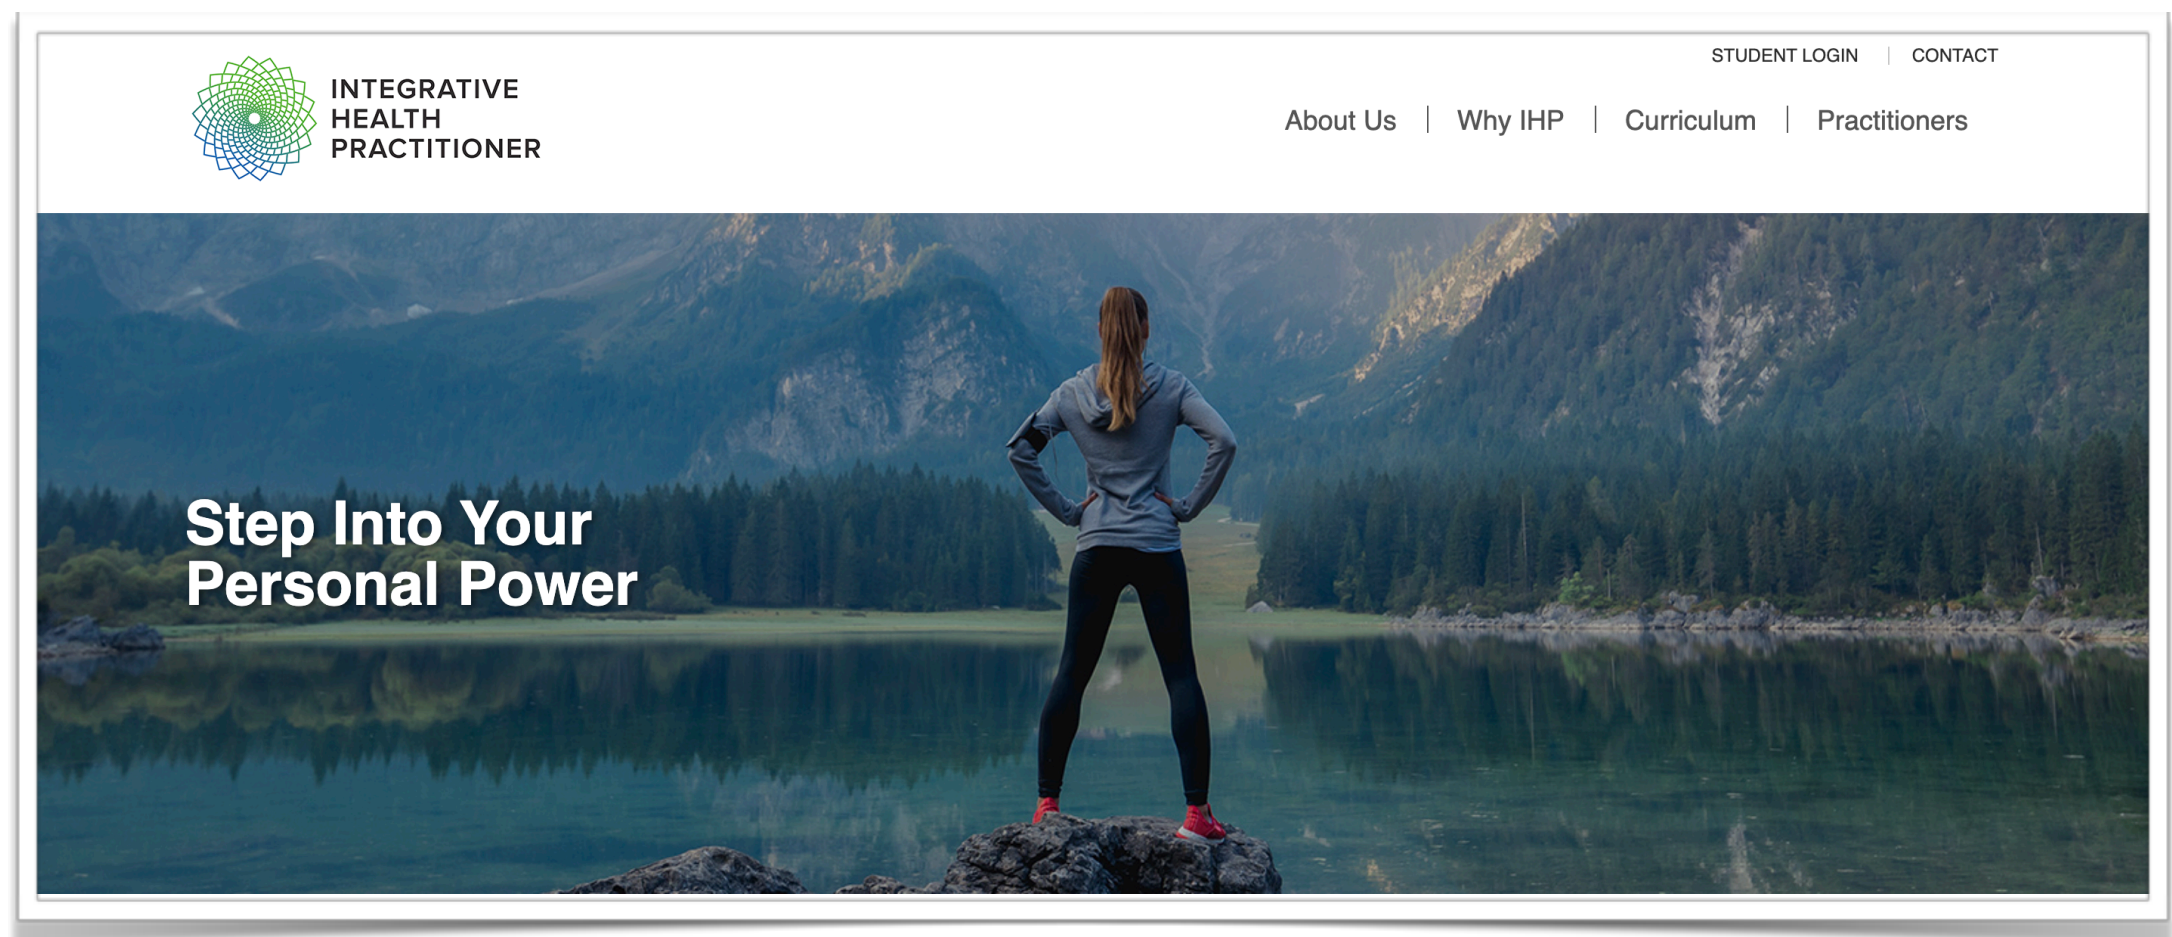 STUDENT LOGIN
CONTACT
INTEGRATIVE
HEALTH
PRACTITIONER
About Us
Why IHP
Curriculum
Practitioners
Step Into Your
Personal Power